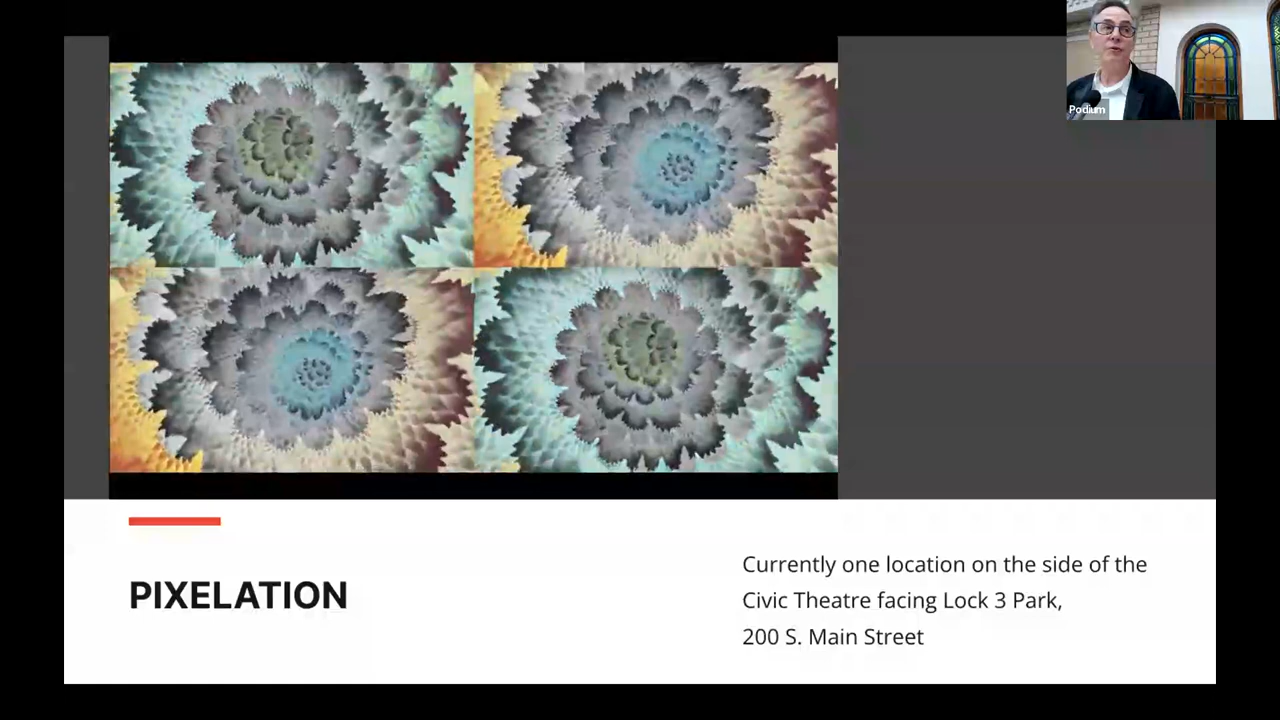 Podium
PIXELATION
Currently one location on the side of the
Civic Theatre facing Lock 3 Park,
200 S. Main Street